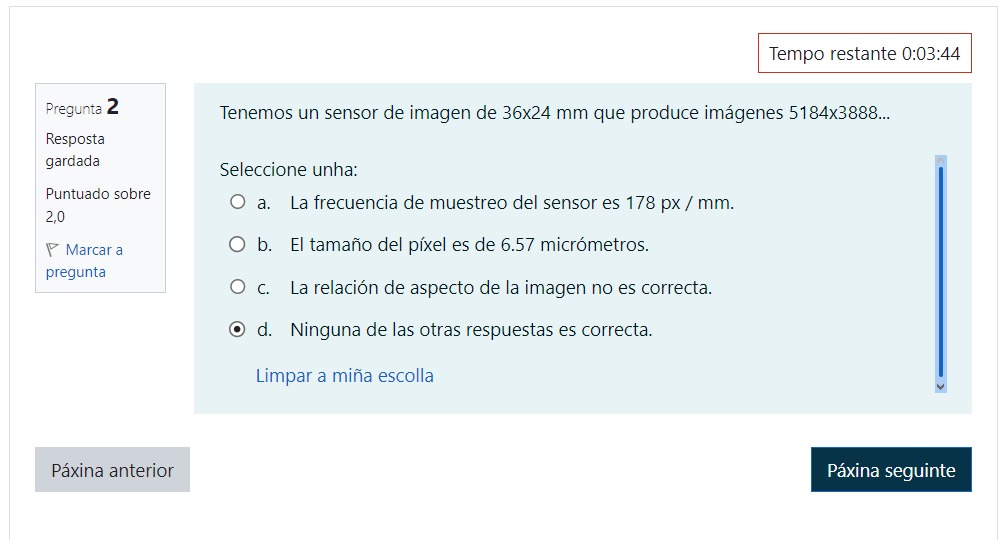 Tempo restante 0:03:44
Pregunta 2
Resposta
gardada
Puntuado sobre
2,0
Marcar a
pregunta
Tenemos un sensor de imagen de 36x24 mm que produce imágenes 5184x3888...
Seleccione unha:
a. La frecuencia de muestreo del sensor es 178 px / mm.
b. El tamaño del píxel es de 6.57 micrómetros.
c. La relación de aspecto de la imagen no es correcta.
d. Ninguna de las otras respuestas es correcta.
Limpar a miña escolla
Páxina anterior
Páxina seguinte